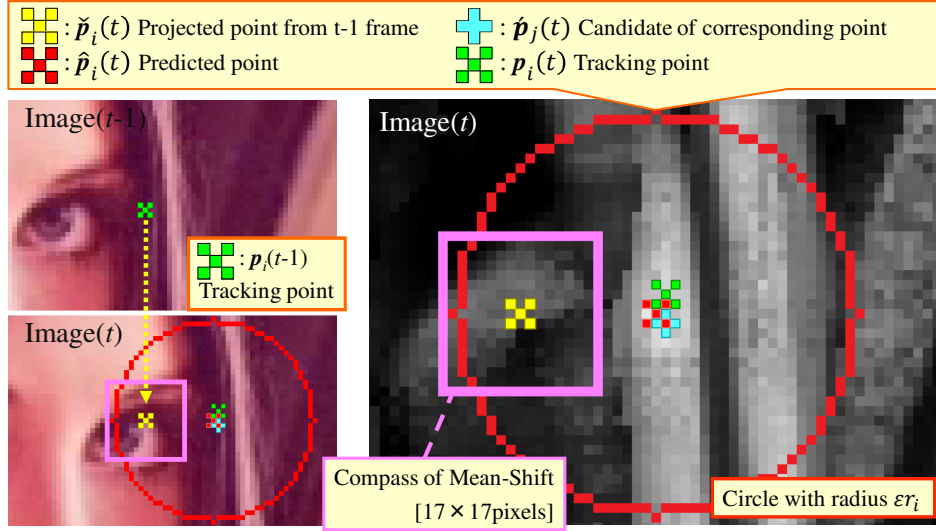 : p̌ᵢ(t) Projected point from t-1 frame
: p̂ᵢ(t) Predicted point
: ṕⱼ(t) Candidate of corresponding point
: pᵢ(t) Tracking point
Image(t-1)
: pᵢ(t-1)
Tracking point
Image(t)
Image(t)
Compass of Mean-Shift
[17×17pixels]
Circle with radius εrᵢ